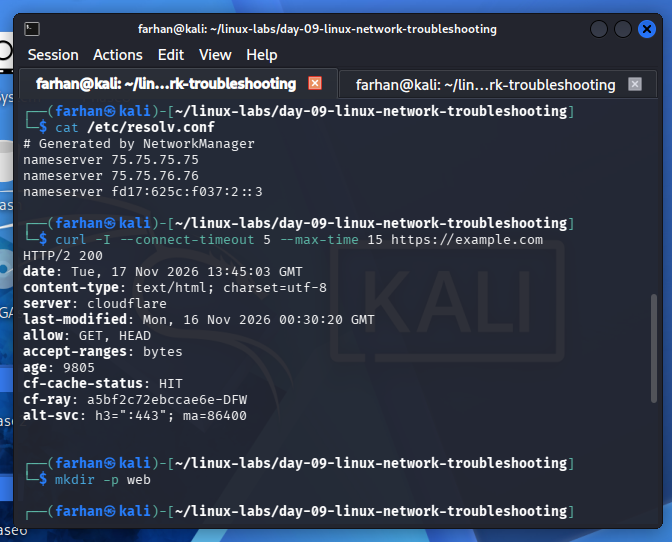 farhan@kali: ~/linux-labs/day-09-linux-network-troubleshooting
Session Actions Edit View Help
farhan@kali: ~/lin...rk-troubleshooting
farhan@kali: ~/lin...rk-troubleshooting
┌──(farhan㉿kali)-[~/linux-labs/day-09-linux-network-troubleshooting]
└─$ cat /etc/resolv.conf
# Generated by NetworkManager
nameserver 75.75.75.75
nameserver 75.75.76.76
nameserver fd17:625c:f037:2::3
┌──(farhan㉿kali)-[~/linux-labs/day-09-linux-network-troubleshooting]
└─$ curl -I --connect-timeout 5 --max-time 15 https://example.com
HTTP/2 200
date: Tue, 17 Nov 2026 13:45:03 GMT
content-type: text/html; charset=utf-8
server: cloudflare
last-modified: Mon, 16 Nov 2026 00:30:20 GMT
allow: GET, HEAD
accept-ranges: bytes
age: 9805
cf-cache-status: HIT
cf-ray: a5bf2c72ebccae6e-DFW
alt-svc: h3=":443"; ma=86400
KALI
┌──(farhan㉿kali)-[~/linux-labs/day-09-linux-network-troubleshooting]
└─$ mkdir -p web
┌──(farhan㉿kali)-[~/linux-labs/day-09-linux-network-troubleshooting]